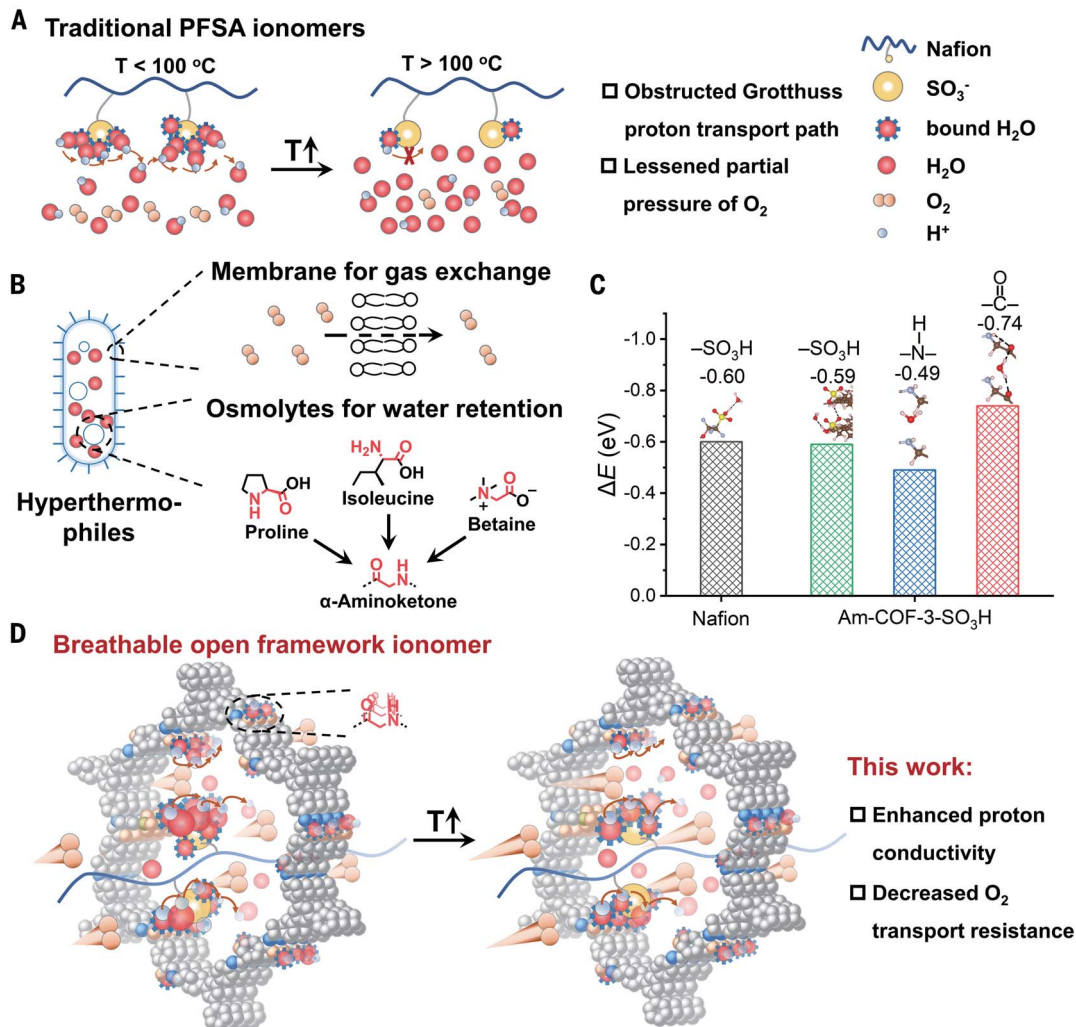 A Traditional PFSA ionomers
T < 100 °C
T > 100 °C
T↑
Obstructed Grotthuss
proton transport path
Lessened partial
pressure of O₂
Nafion
SO₃⁻
bound H₂O
H₂O
O₂
H⁺
B
Membrane for gas exchange
Osmolytes for water retention
Hyperthermo-
philes
H₂N
O
OH
Isoleucine
O
OH
N
H
Proline
N
+
O
O⁻
Betaine
O
H
N
α-Aminoketone
C
ΔE (eV)
-1.0
-0.8
-0.6
-0.4
-0.2
0.0
–SO₃H
-0.60
–SO₃H
-0.59
H
–N–
-0.49
O
–C–
-0.74
Nafion
Am-COF-3-SO₃H
D Breathable open framework ionomer
O
H
N
T↑
This work:
Enhanced proton
conductivity
Decreased O₂
transport resistance